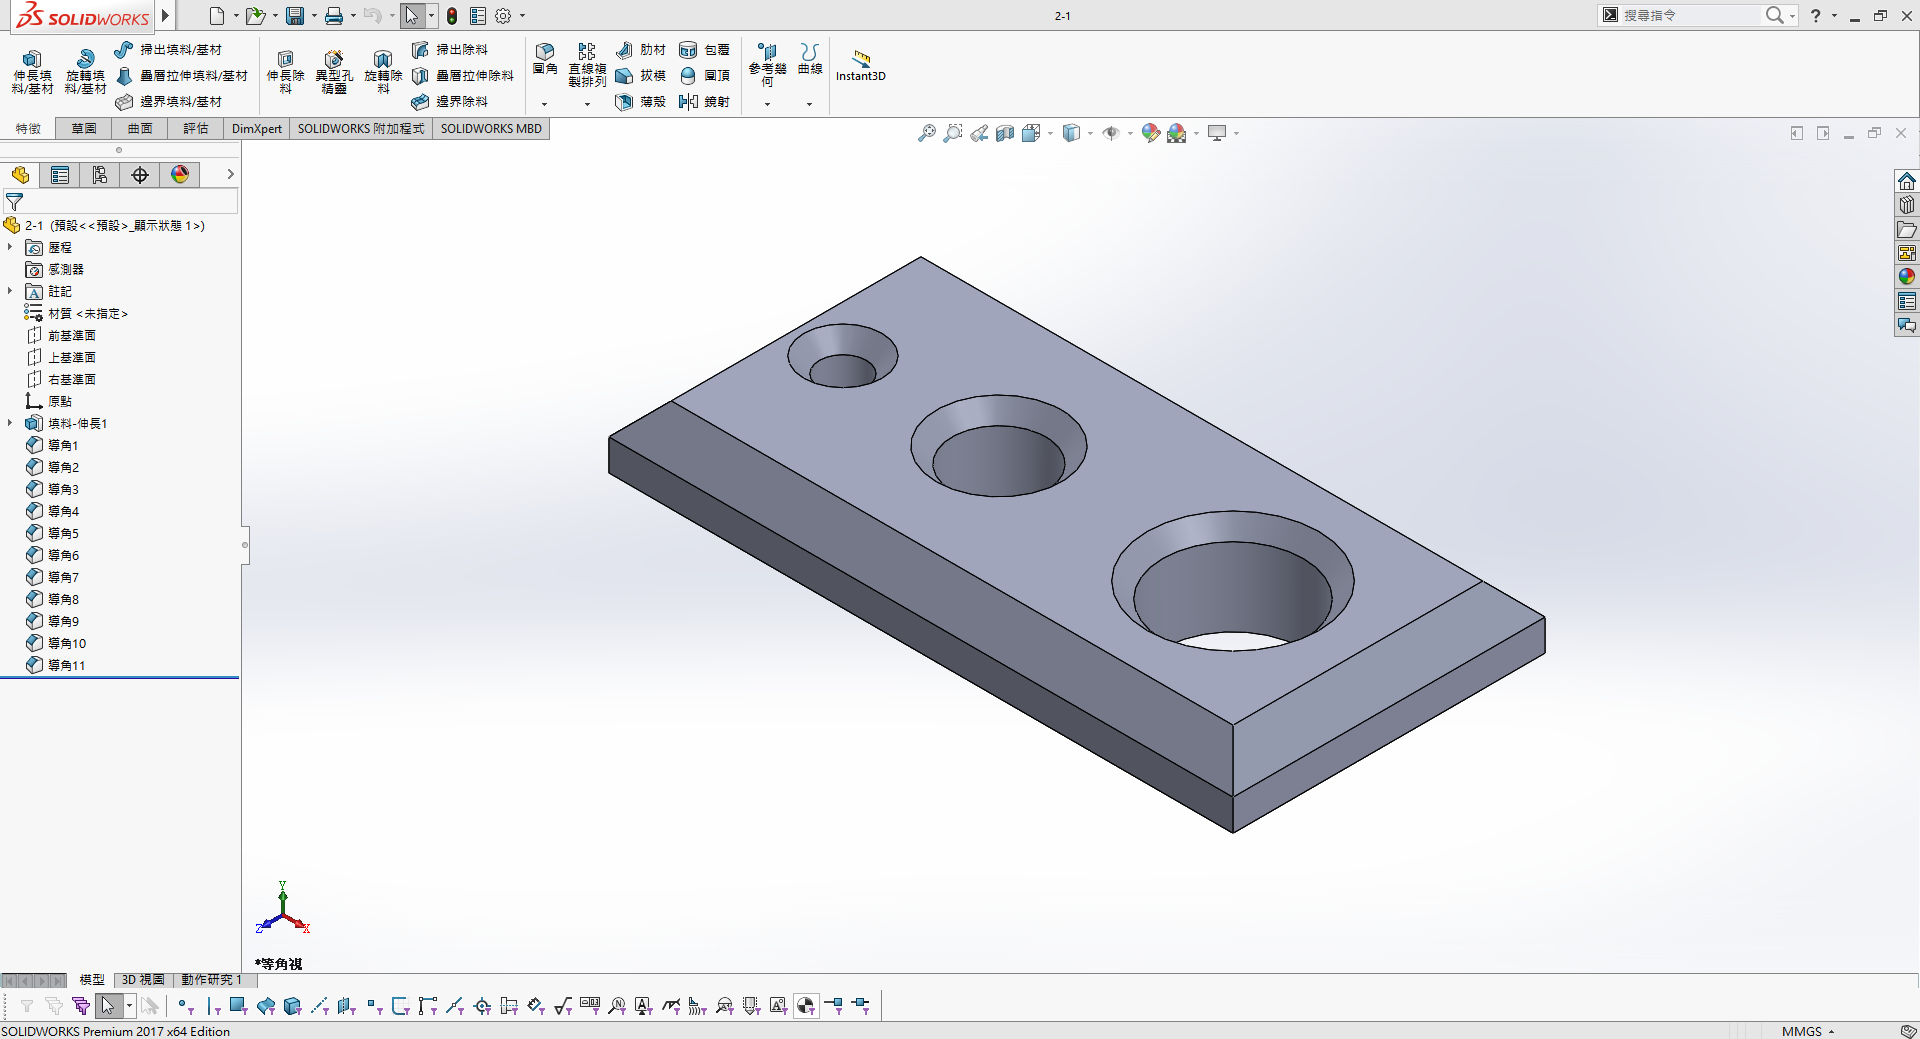 SOLIDWORKS
2-1
搜尋指令
伸長填料/基材
旋轉填料/基材
掃出填料/基材
疊層拉伸填料/基材
邊界填料/基材
伸長除料
異型孔精靈
旋轉除料
掃出除料
疊層拉伸除料
邊界除料
圓角
直線複製排列
肋材
拔模
薄殼
包覆
圓頂
鏡射
參考幾何
曲線
Instant3D
特徵
草圖
曲面
評估
DimXpert
SOLIDWORKS 附加程式
SOLIDWORKS MBD
2-1 (預設<<預設>_顯示狀態 1>)
歷程
感測器
註記
材質 <未指定>
前基準面
上基準面
右基準面
原點
填料-伸長1
導角1
導角2
導角3
導角4
導角5
導角6
導角7
導角8
導角9
導角10
導角11
Y
Z
X
*等角視
模型
3D 視圖
動作研究 1
SOLIDWORKS Premium 2017 x64 Edition
MMGS